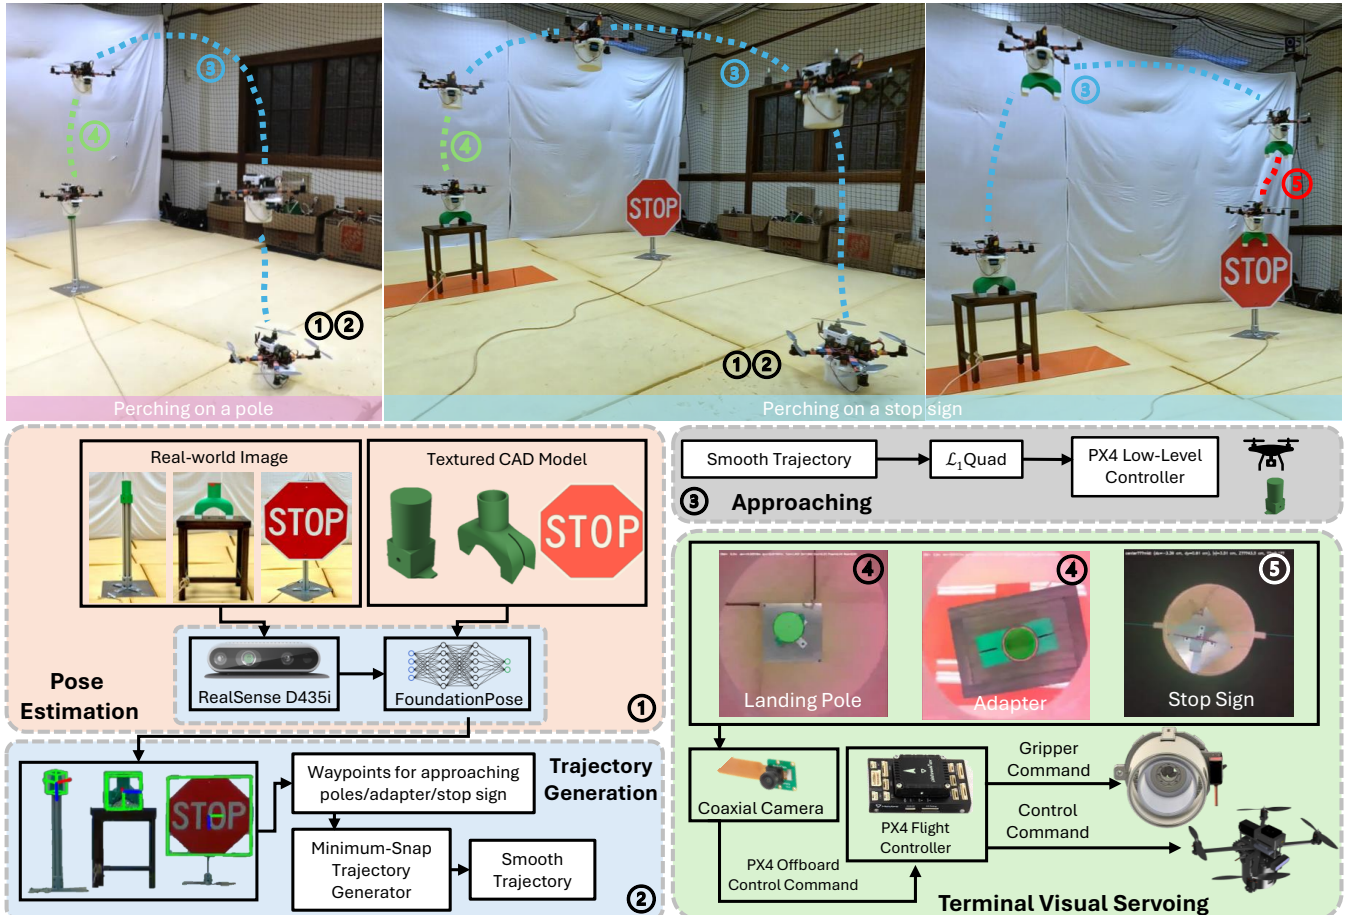 ③
④
① ②
Perching on a pole
③
④
STOP
① ②
③
⑤
STOP
Perching on a stop sign
Real-world Image
STOP
Textured CAD Model
STOP
RealSense D435i
FoundationPose
Pose
Estimation
①
STOP
Waypoints for approaching
poles/adapter/stop sign
Trajectory
Generation
Minimum-Snap
Trajectory
Generator
Smooth
Trajectory
②
Smooth Trajectory
ℒ₁Quad
PX4 Low-Level
Controller
③ Approaching
④
Landing Pole
④
Adapter
⑤
Stop Sign
Coaxial Camera
PX4 Flight
Controller
Gripper
Command
Control
Command
PX4 Offboard
Control Command
Terminal Visual Servoing